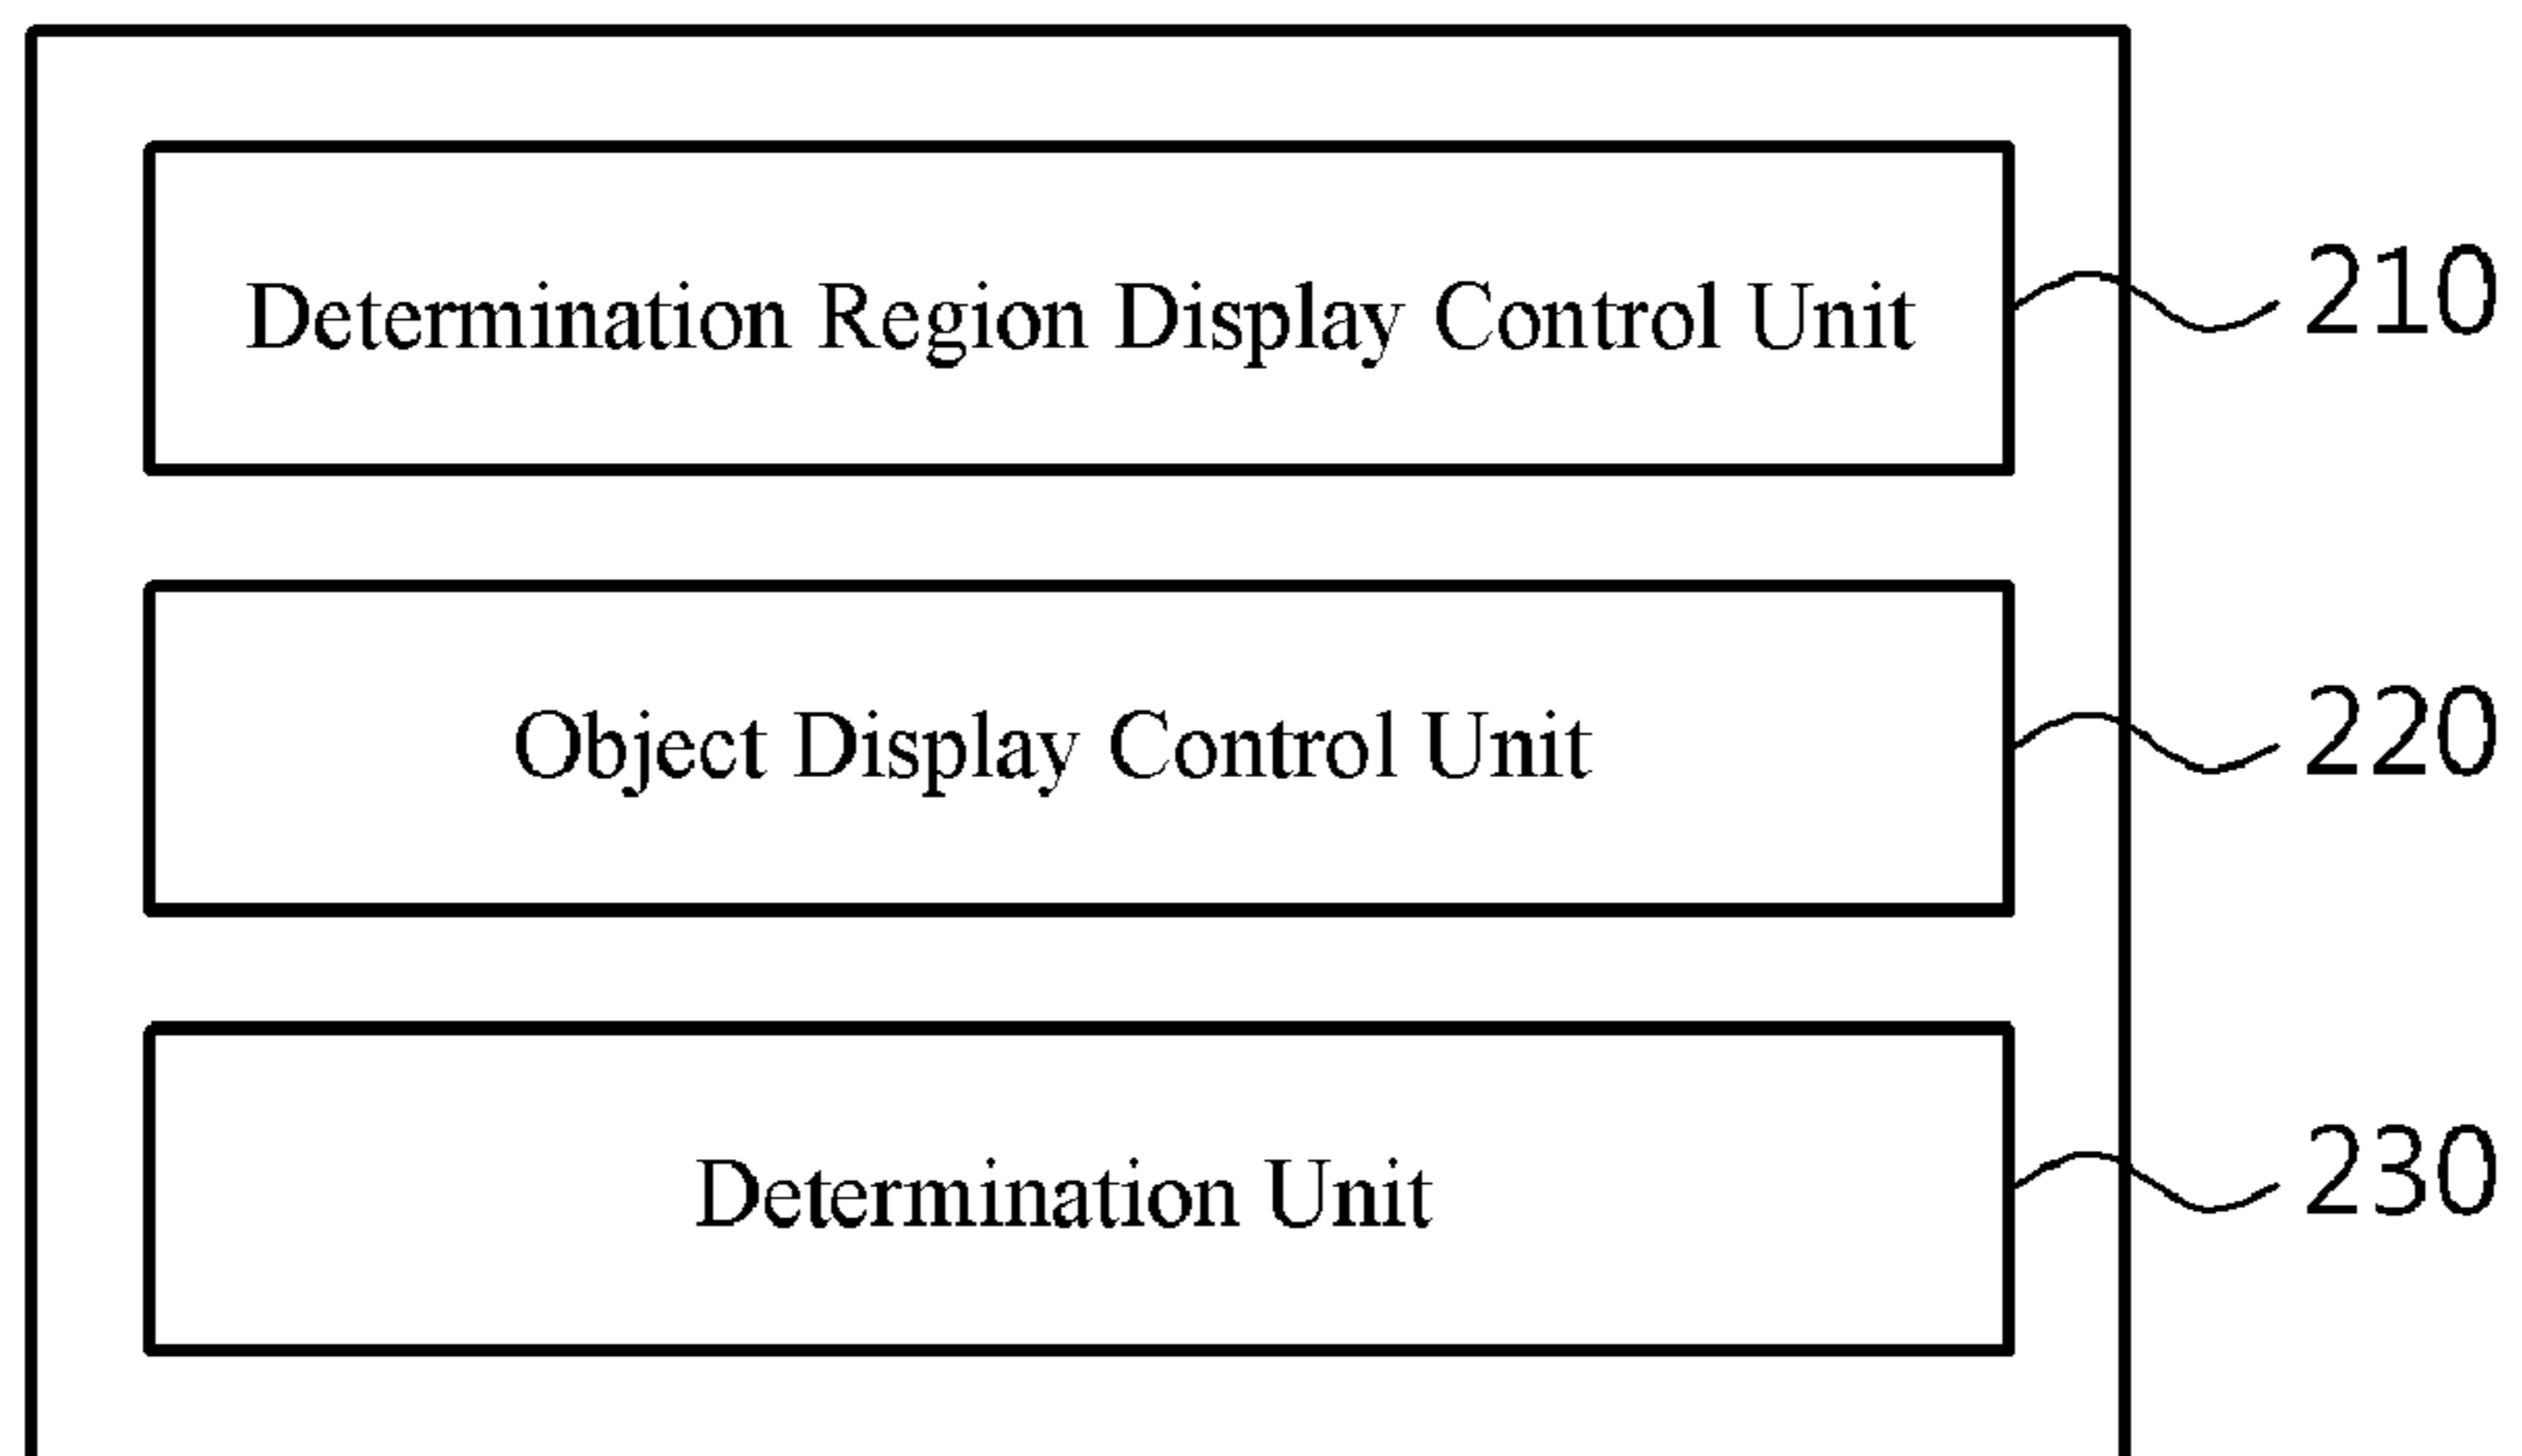 Determination Region Display Control Unit 210
Object Display Control Unit 220
Determination Unit 230